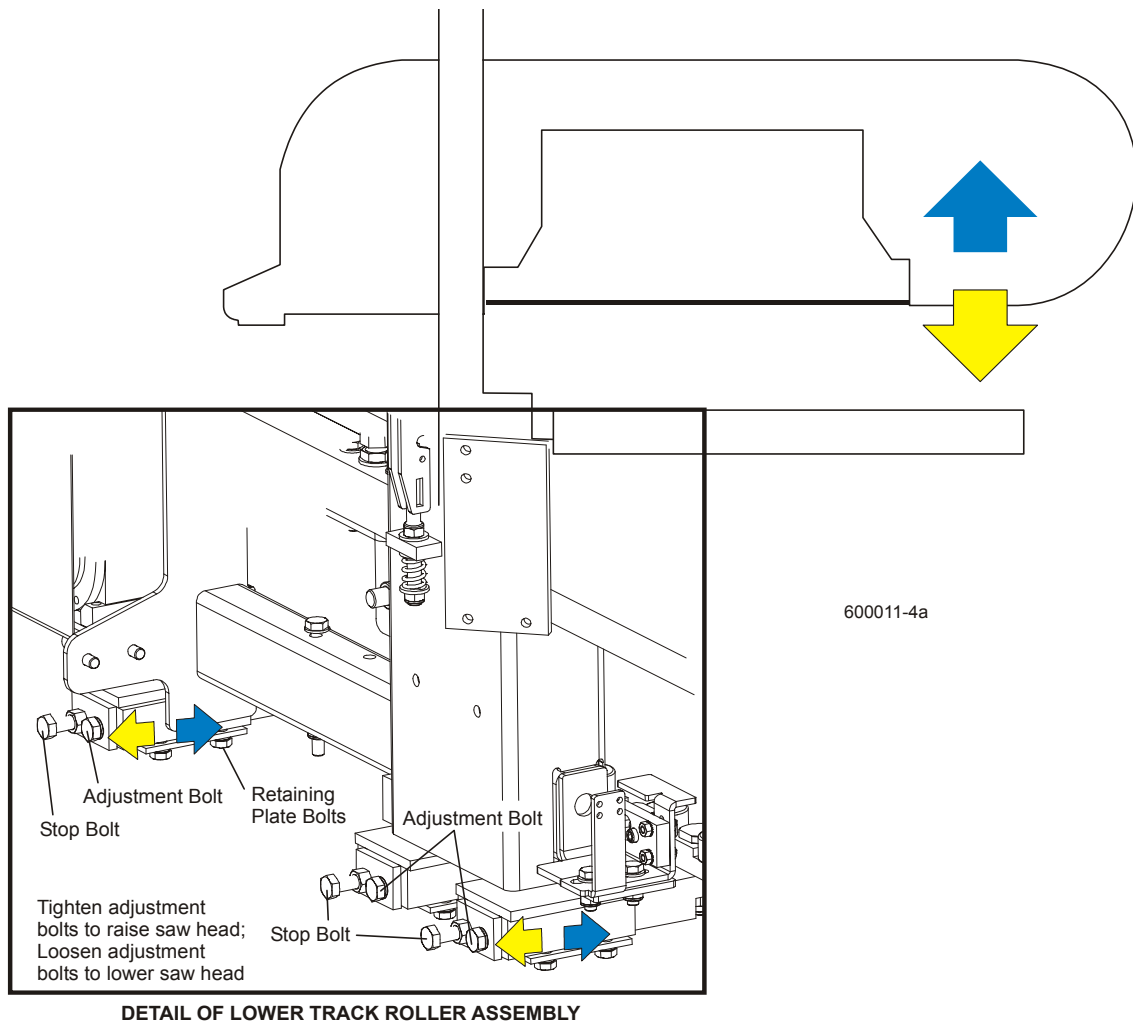 600011-4a
Adjustment Bolt
Stop Bolt
Retaining
Plate Bolts
Adjustment Bolt
Stop Bolt
Tighten adjustment
bolts to raise saw head;
Loosen adjustment
bolts to lower saw head
DETAIL OF LOWER TRACK ROLLER ASSEMBLY